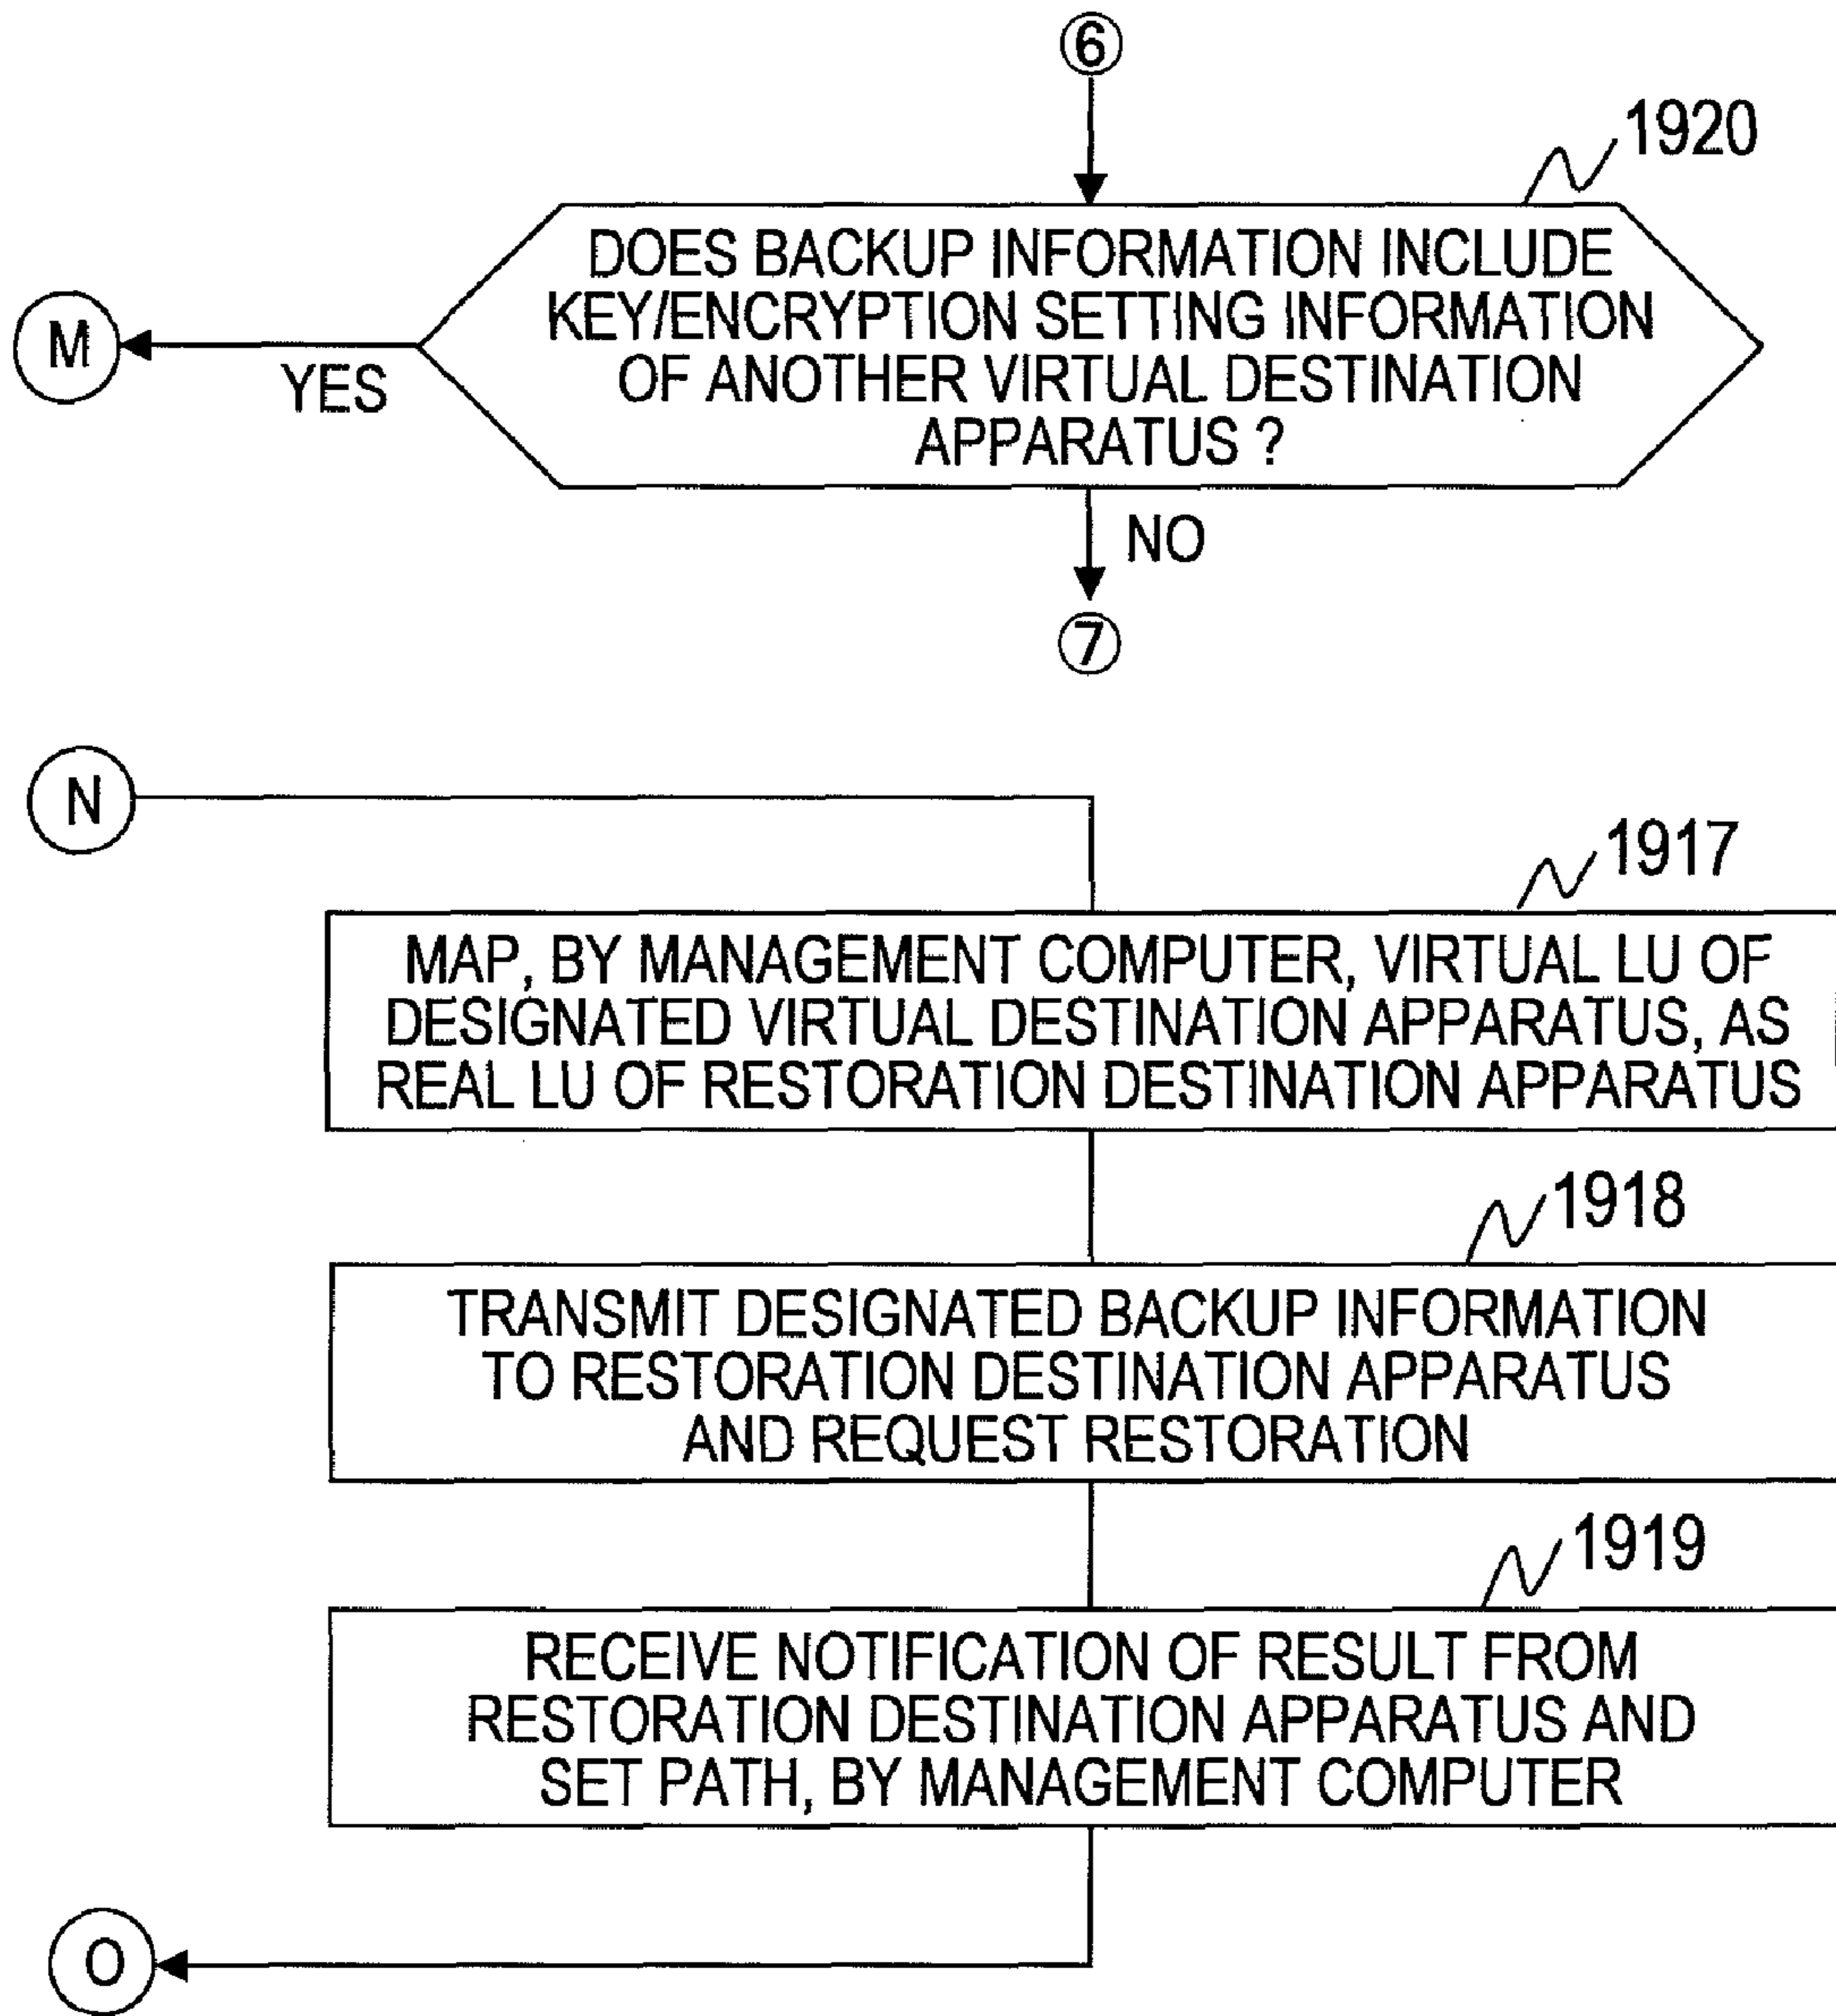 ⑥
1920
DOES BACKUP INFORMATION INCLUDE
KEY/ENCRYPTION SETTING INFORMATION
OF ANOTHER VIRTUAL DESTINATION
APPARATUS ?
M
YES
NO
⑦
N
1917
MAP, BY MANAGEMENT COMPUTER, VIRTUAL LU OF
DESIGNATED VIRTUAL DESTINATION APPARATUS, AS
REAL LU OF RESTORATION DESTINATION APPARATUS
1918
TRANSMIT DESIGNATED BACKUP INFORMATION
TO RESTORATION DESTINATION APPARATUS
AND REQUEST RESTORATION
1919
RECEIVE NOTIFICATION OF RESULT FROM
RESTORATION DESTINATION APPARATUS AND
SET PATH, BY MANAGEMENT COMPUTER
O